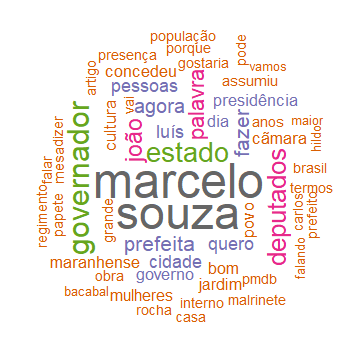 população
presença
porque
pode
artigo
concedeu
gostaria
vamos
pessoas
palavra
assumiu
cultura
vai
agora
presidência
governador
joão
luís
dia
fazer
anos
maior
câmara
hildo
estado
mesadizer
falar
marcelo
deputados
brasil
regimento
papete
souza
termos
grande
povo
carlos
prefeito
prefeita
quero
falando
maranhense
cidade
bom
obra
governo
jardim
pmdb
bacabal
mulheres
interno
malrinete
rocha
casa